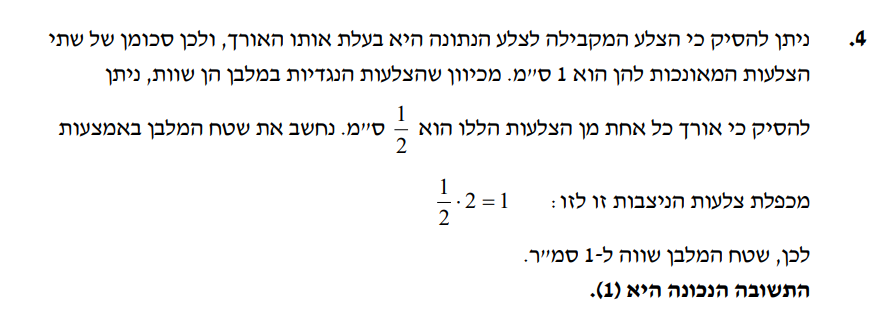 4. ניתן להסיק כי הצלע המקבילה לצלע הנתונה היא בעלת אותו האורך, ולכן סכומן של שתי
הצלעות המאונכות להן הוא 1 ס״מ. מכיוון שהצלעות הנגדיות במלבן הן שוות, ניתן
להסיק כי אורך כל אחת מן הצלעות הללו הוא 1/2 ס״מ. נחשב את שטח המלבן באמצעות
מכפלת צלעות הניצבות זו לזו: 1/2 · 2 = 1
לכן, שטח המלבן שווה ל-1 סמ״ר.
התשובה הנכונה היא (1).